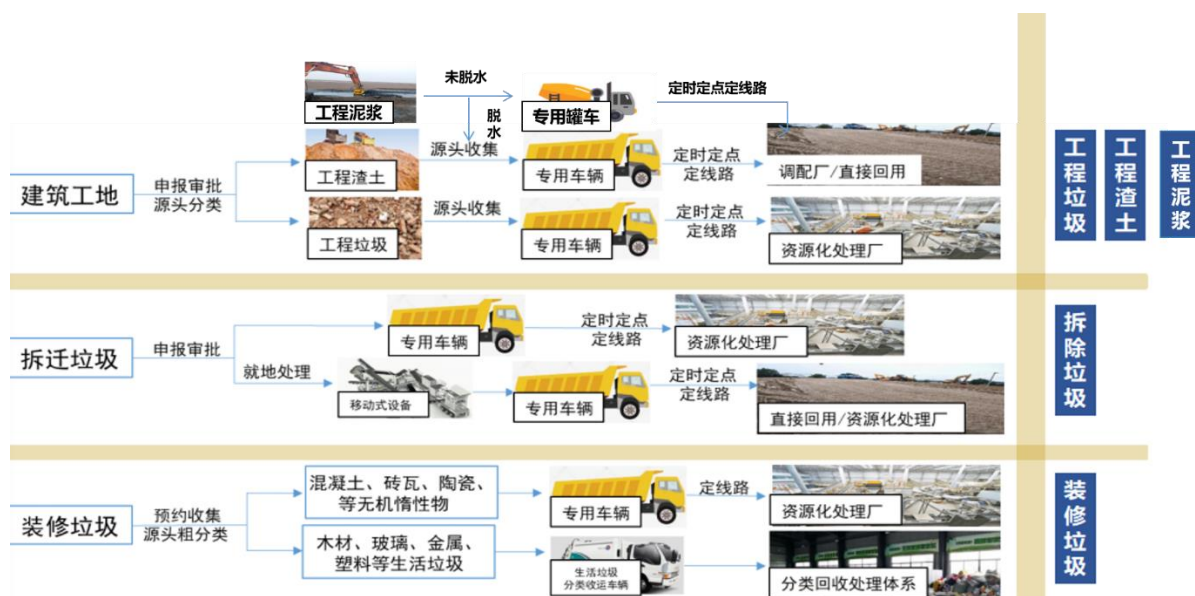 未脱水
定时定点定线路
工程泥浆
脱水
专用罐车
建筑工地
申报审批
源头分类
工程渣土
源头收集
专用车辆
定时定点
定线路
调配厂/直接回用
工程垃圾
源头收集
专用车辆
定时定点
定线路
资源化处理厂
工程垃圾
工程渣土
工程泥浆
拆迁垃圾
申报审批
专用车辆
定时定点
定线路
资源化处理厂
就地处理
移动式设备
专用车辆
定时定点
定线路
直接回用/资源化处理厂
拆除垃圾
装修垃圾
预约收集
源头粗分类
混凝土、砖瓦、陶瓷、
等无机惰性物
专用车辆
定线路
资源化处理厂
木材、玻璃、金属、
塑料等生活垃圾
生活垃圾
分类收运车辆
分类回收处理体系
装修垃圾